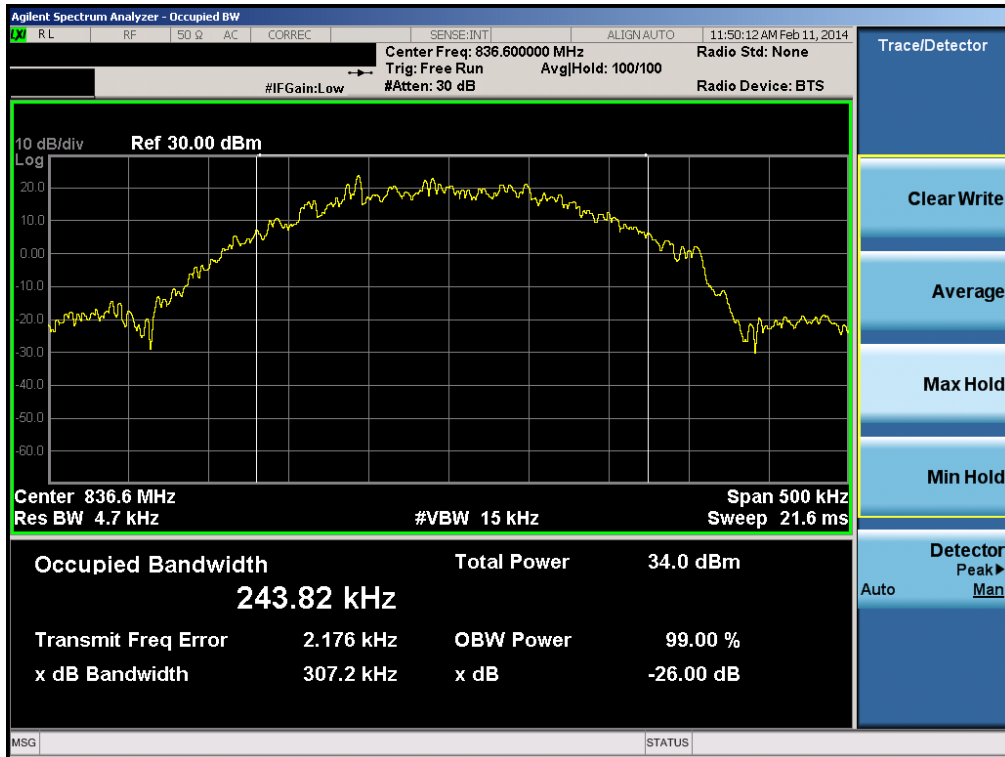 Agilent Spectrum Analyzer - Occupied BW
LXI RL RF 50 Ω AC CORREC SENSE:INT ALIGN AUTO 11:50:12 AM Feb 11, 2014
Center Freq: 836.600000 MHz Radio Std: None
Trig: Free Run Avg|Hold: 100/100
#IFGain:Low #Atten: 30 dB Radio Device: BTS
10 dB/div Ref 30.00 dBm
Log
20.0
10.0
0.00
-10.0
-20.0
-30.0
-40.0
-50.0
-60.0
Center 836.6 MHz Span 500 kHz
Res BW 4.7 kHz #VBW 15 kHz Sweep 21.6 ms
Occupied Bandwidth Total Power 34.0 dBm
243.82 kHz
Transmit Freq Error 2.176 kHz OBW Power 99.00 %
x dB Bandwidth 307.2 kHz x dB -26.00 dB
MSG STATUS
Trace/Detector
Clear Write
Average
Max Hold
Min Hold
Detector
Peak▶
Auto Man